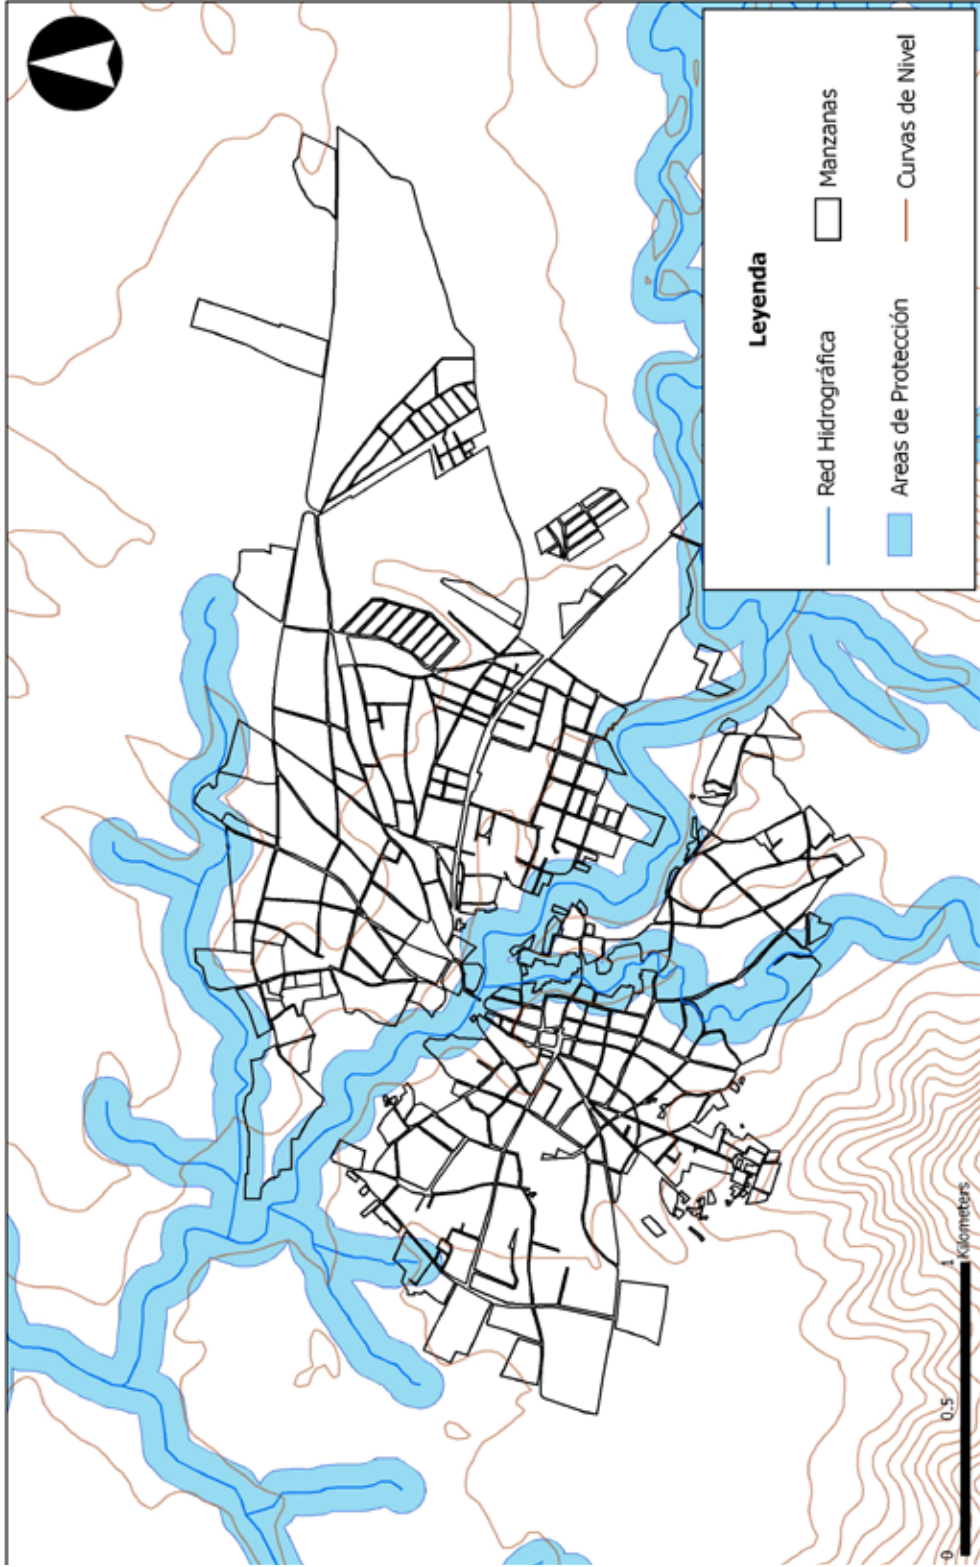 Leyenda
Red Hidrográfica
Manzanas
Areas de Protección
Curvas de Nivel
0 0.5 1
Kilometers